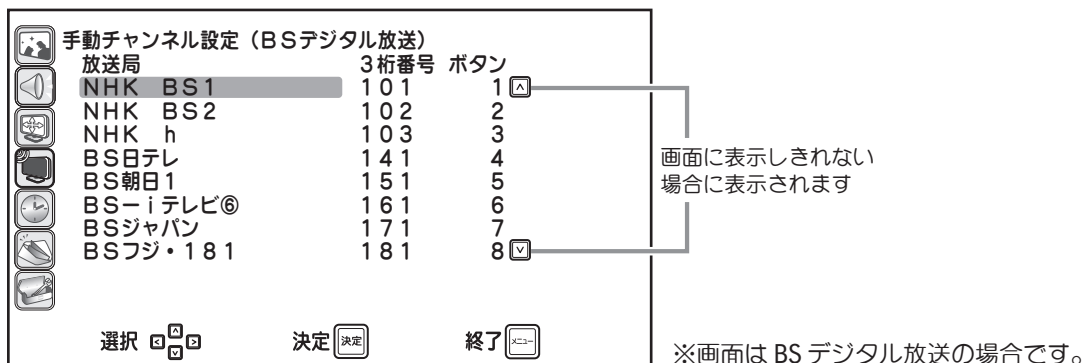 手動チャンネル設定（ＢＳデジタル放送）
放送局 ３桁番号 ボタン
ＮＨＫ ＢＳ１ １０１ １
ＮＨＫ ＢＳ２ １０２ ２
ＮＨＫ ｈ １０３ ３
ＢＳ日テレ １４１ ４
ＢＳ朝日１ １５１ ５
ＢＳ－ｉテレビ⑥ １６１ ６
ＢＳジャパン １７１ ７
ＢＳフジ・１８１ １８１ ８
画面に表示しきれない
場合に表示されます
選択 決定 決定 終了 メニュー
※画面は BS デジタル放送の場合です。